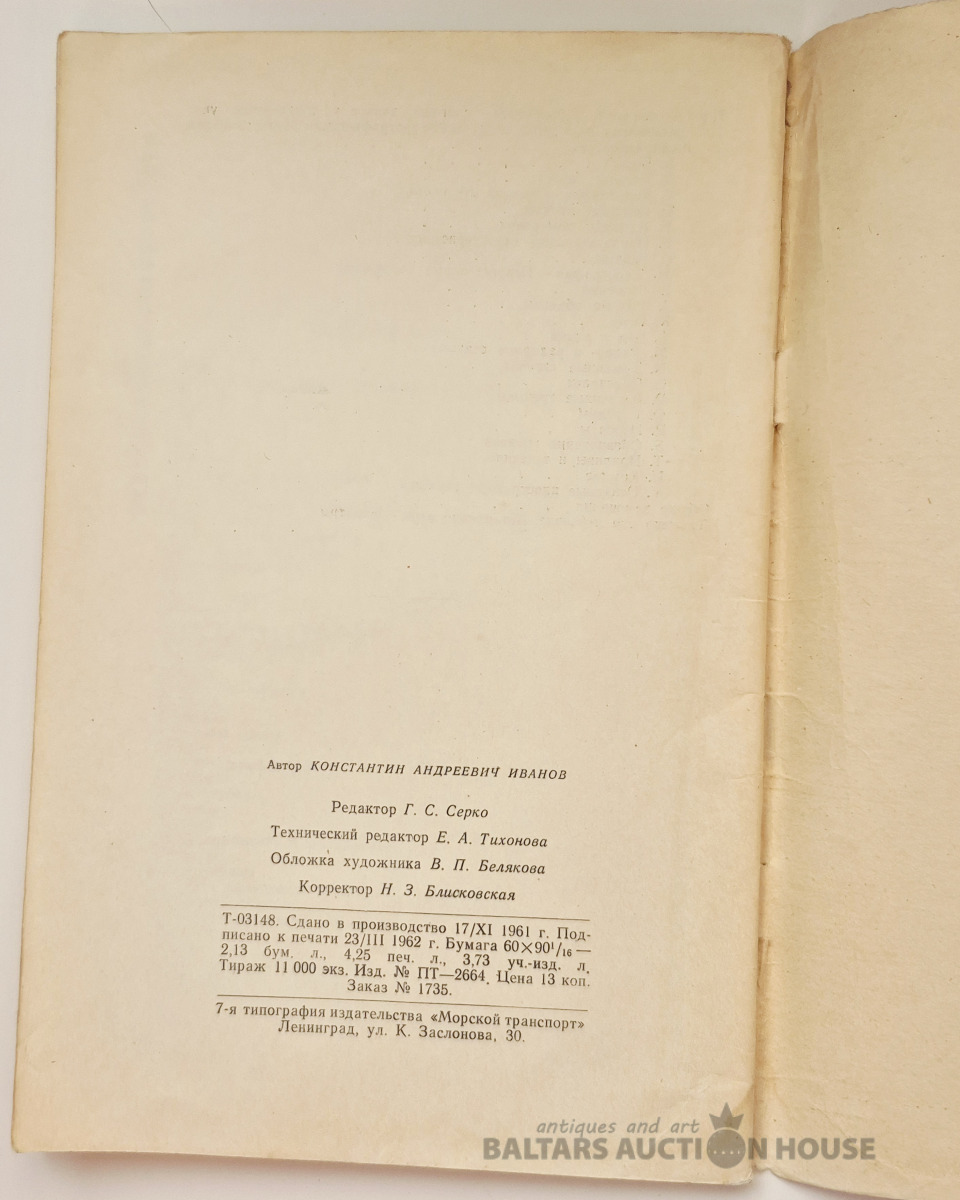 Автор КОНСТАНТИН АНДРЕЕВИЧ ИВАНОВ
Редактор Г. С. Серко
Технический редактор Е. А. Тихонова
Обложка художника В. П. Белякова
Корректор Н. З. Блисковская
Т-03148. Сдано в производство 17/XI 1961 г. Под-
писано к печати 23/III 1962 г. Бумага 60×90¹/₁₆—
2,13 бум. л., 4,25 печ. л., 3,73 уч.-изд. л.
Тираж 11 000 экз. Изд. № ПТ—2664. Цена 13 коп.
Заказ № 1735.
7-я типография издательства «Морской транспорт»
Ленинград, ул. К. Заслонова, 30.
antiques and art
BALTARS AUCTION HOUSE